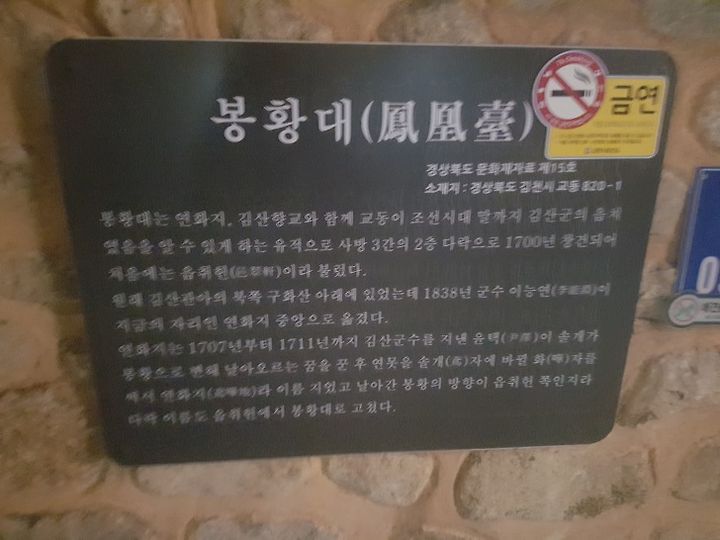 봉황대(鳳凰臺)
금연
경상북도 문화재자료 제15호
소재지 : 경상북도 김천시 교동 820-1
봉황대는 연화지, 김산향교와 함께 교동이 조선시대 말까지 김산군의 읍치
였음을 알 수 있게 하는 유적으로 사방 3간의 2층 다락으로 1700년 창건되어
처음에는 읍취헌(邑翠軒)이라 불렀다.
원래 김산관아의 북쪽 구화산 아래에 있었는데 1838년 군수 이능연(李能淵)이
지금의 자리인 연화지 중앙으로 옮겼다.
연화지는 1707년부터 1711년까지 김산군수를 지낸 윤택(尹澤)이 솔개가
봉황으로 변해 날아오르는 꿈을 꾼 후 연못을 솔개(鳶)자에 바뀔 화(嘩)자를
써서 연화지(鳶嘩池)라 이름 지었고 날아간 봉황의 방향이 읍취헌 쪽인지라
다락 이름도 읍취헌에서 봉황대로 고쳤다.